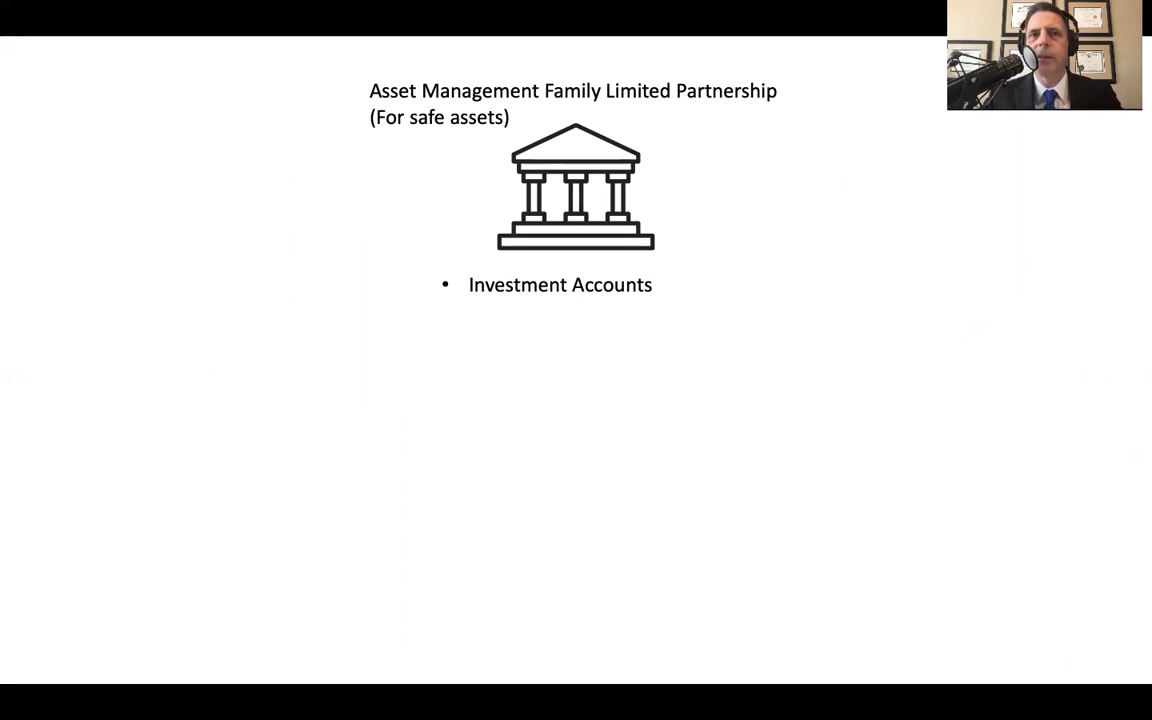 Asset Management Family Limited Partnership
(For safe assets)
• Investment Accounts